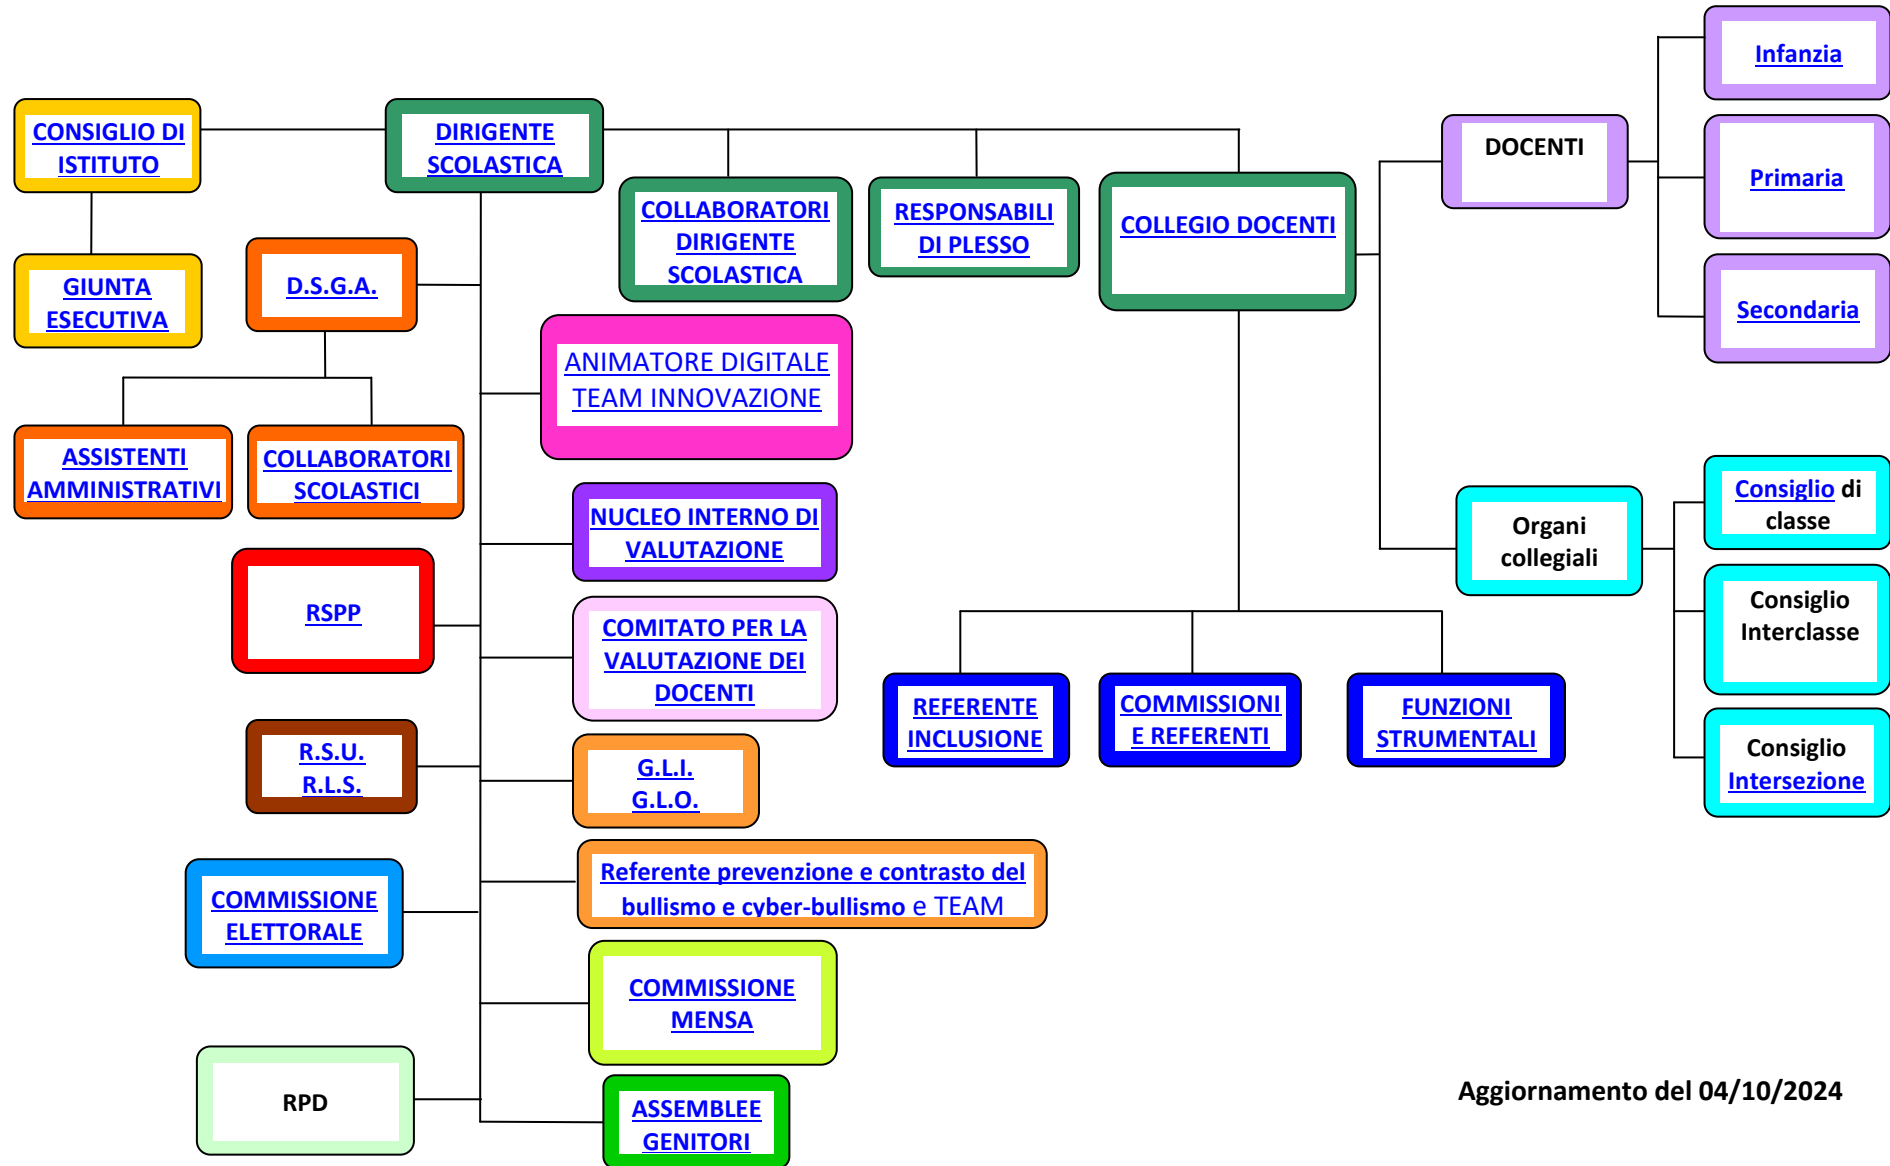 CONSIGLIO DI
ISTITUTO
DIRIGENTE
SCOLASTICA
COLLABORATORI
DIRIGENTE
SCOLASTICA
RESPONSABILI
DI PLESSO
COLLEGIO DOCENTI
DOCENTI
Infanzia
Primaria
Secondaria
GIUNTA
ESECUTIVA
D.S.G.A.
ASSISTENTI
AMMINISTRATIVI
COLLABORATORI
SCOLASTICI
ANIMATORE DIGITALE
TEAM INNOVAZIONE
NUCLEO INTERNO DI
VALUTAZIONE
RSPP
COMITATO PER LA
VALUTAZIONE DEI
DOCENTI
R.S.U.
R.L.S.
G.L.I.
G.L.O.
COMMISSIONE
ELETTORALE
Referente prevenzione e contrasto del
bullismo e cyber-bullismo e TEAM
COMMISSIONE
MENSA
RPD
ASSEMBLEE
GENITORI
REFERENTE
INCLUSIONE
COMMISSIONI
E REFERENTI
FUNZIONI
STRUMENTALI
Organi
collegiali
Consiglio di
classe
Consiglio
Interclasse
Consiglio
Intersezione
Aggiornamento del 04/10/2024